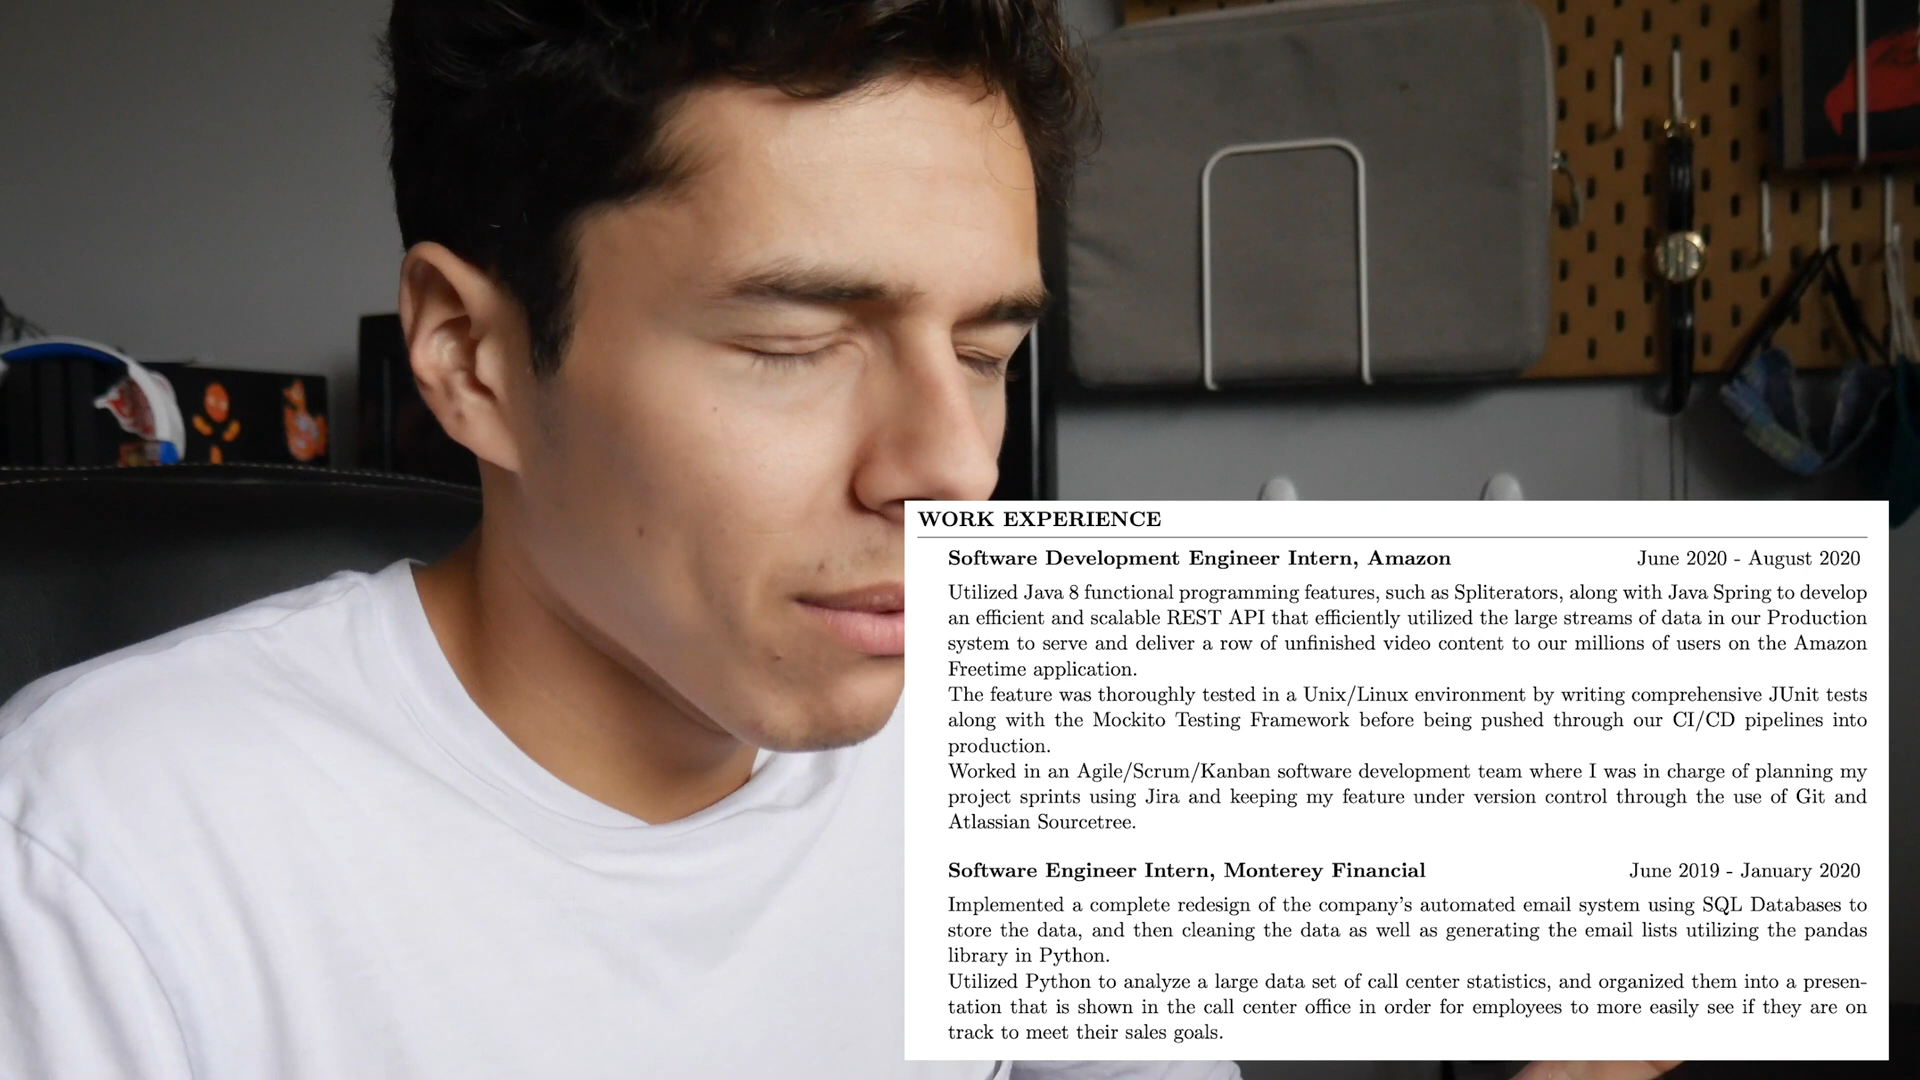 WORK EXPERIENCE
Software Development Engineer Intern, Amazon June 2020 - August 2020
Utilized Java 8 functional programming features, such as Spliterators, along with Java Spring to develop
an efficient and scalable REST API that efficiently utilized the large streams of data in our Production
system to serve and deliver a row of unfinished video content to our millions of users on the Amazon
Freetime application.
The feature was thoroughly tested in a Unix/Linux environment by writing comprehensive JUnit tests
along with the Mockito Testing Framework before being pushed through our CI/CD pipelines into
production.
Worked in an Agile/Scrum/Kanban software development team where I was in charge of planning my
project sprints using Jira and keeping my feature under version control through the use of Git and
Atlassian Sourcetree.
Software Engineer Intern, Monterey Financial June 2019 - January 2020
Implemented a complete redesign of the company's automated email system using SQL Databases to
store the data, and then cleaning the data as well as generating the email lists utilizing the pandas
library in Python.
Utilized Python to analyze a large data set of call center statistics, and organized them into a presen-
tation that is shown in the call center office in order for employees to more easily see if they are on
track to meet their sales goals.